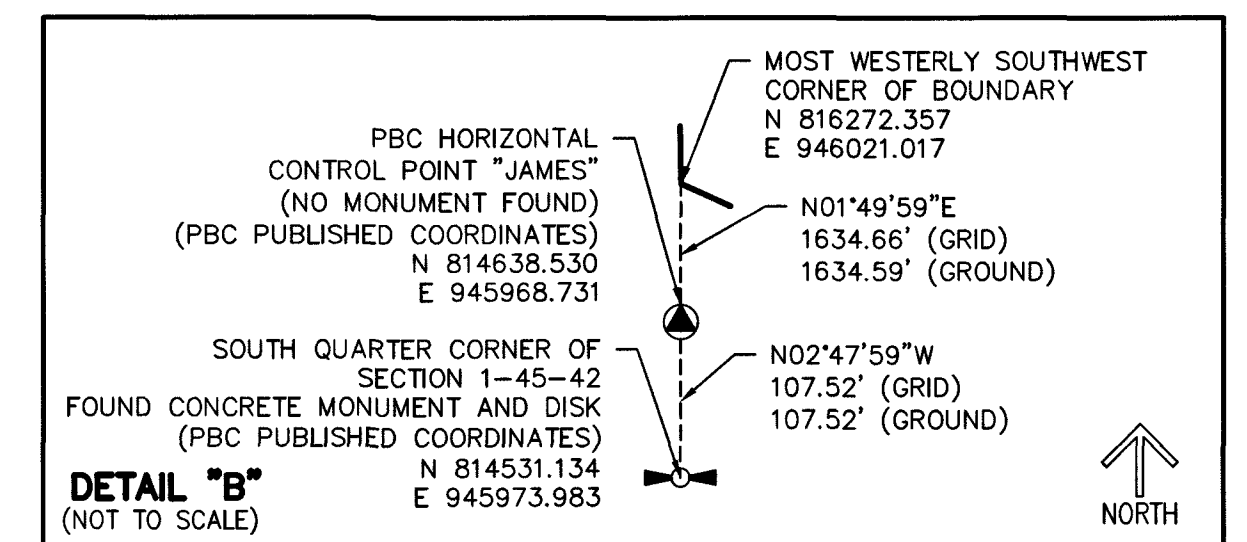 MOST WESTERLY SOUTHWEST
CORNER OF BOUNDARY
N 816272.357
E 946021.017
PBC HORIZONTAL
CONTROL POINT "JAMES"
(NO MONUMENT FOUND)
(PBC PUBLISHED COORDINATES)
N 814638.530
E 945968.731
N01°49'59"E
1634.66' (GRID)
1634.59' (GROUND)
SOUTH QUARTER CORNER OF
SECTION 1-45-42
FOUND CONCRETE MONUMENT AND DISK
(PBC PUBLISHED COORDINATES)
N 814531.134
E 945973.983
N02°47'59"W
107.52' (GRID)
107.52' (GROUND)
DETAIL "B"
(NOT TO SCALE)
NORTH